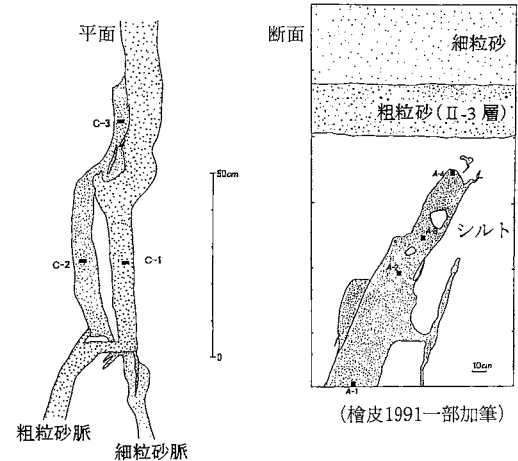 平面
C-3
C-2
C-1
50cm
0
粗粒砂脈
細粒砂脈
断面
細粒砂
粗粒砂(Ⅱ-3 層)
シルト
A-4
A-3
A-2
A-1
10cm
(檜皮1991一部加筆)